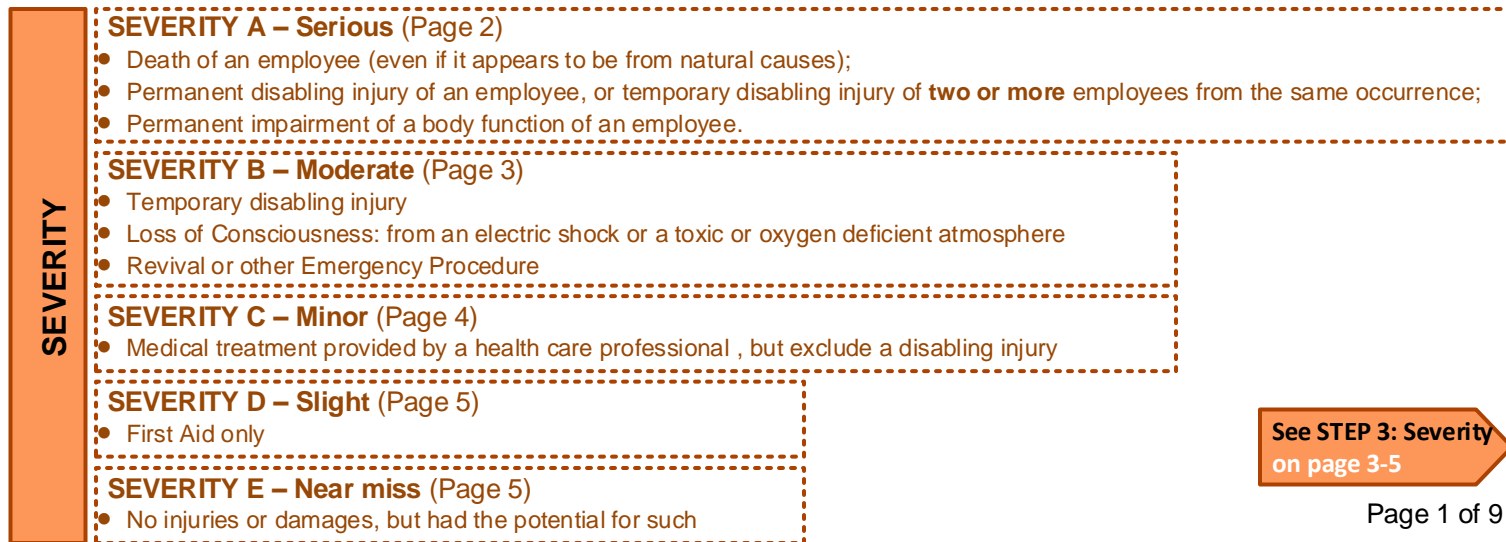 SEVERITY
SEVERITY A – Serious (Page 2)
• Death of an employee (even if it appears to be from natural causes);
• Permanent disabling injury of an employee, or temporary disabling injury of two or more employees from the same occurrence;
• Permanent impairment of a body function of an employee.
SEVERITY B – Moderate (Page 3)
• Temporary disabling injury
• Loss of Consciousness: from an electric shock or a toxic or oxygen deficient atmosphere
• Revival or other Emergency Procedure
SEVERITY C – Minor (Page 4)
• Medical treatment provided by a health care professional , but exclude a disabling injury
SEVERITY D – Slight (Page 5)
• First Aid only
SEVERITY E – Near miss (Page 5)
• No injuries or damages, but had the potential for such
See STEP 3: Severity
on page 3-5
Page 1 of 9